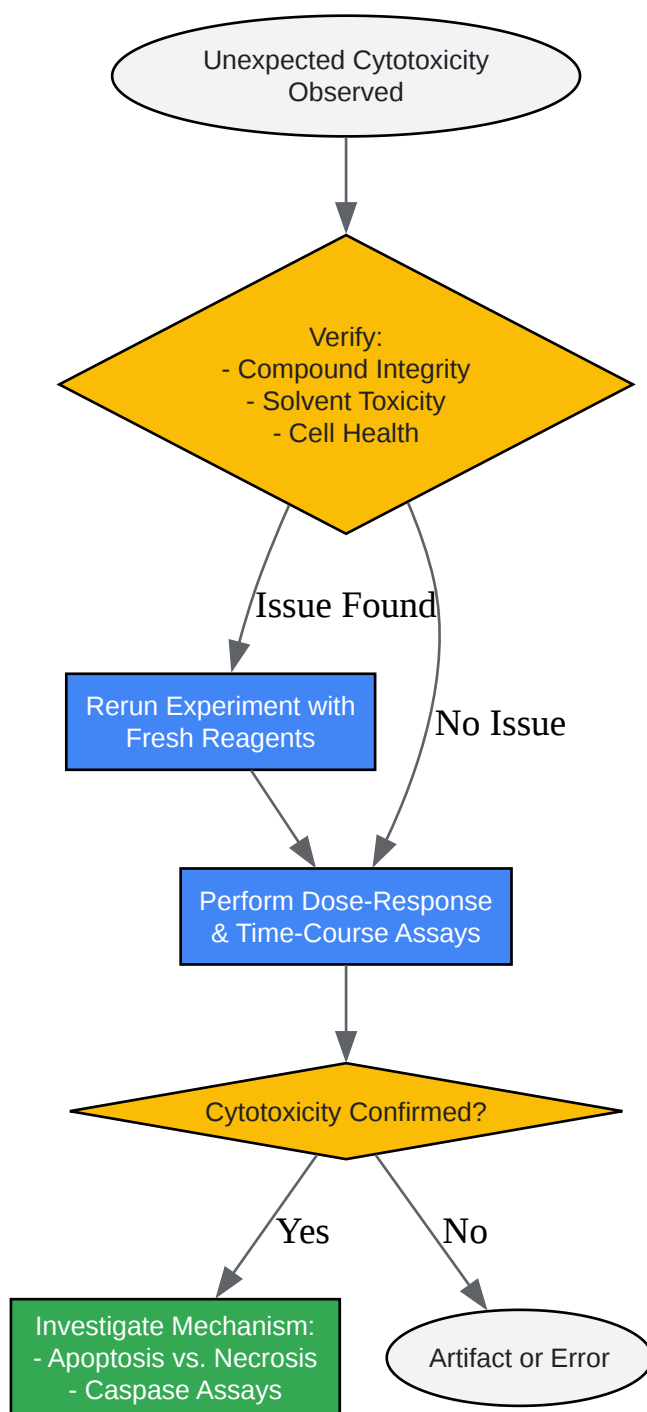 Unexpected Cytotoxicity
Observed
Verify:
- Compound Integrity
- Solvent Toxicity
- Cell Health
Issue Found
Rerun Experiment with
Fresh Reagents
No Issue
Perform Dose-Response
& Time-Course Assays
Cytotoxicity Confirmed?
Yes
No
Investigate Mechanism:
- Apoptosis vs. Necrosis
- Caspase Assays
Artifact or Error